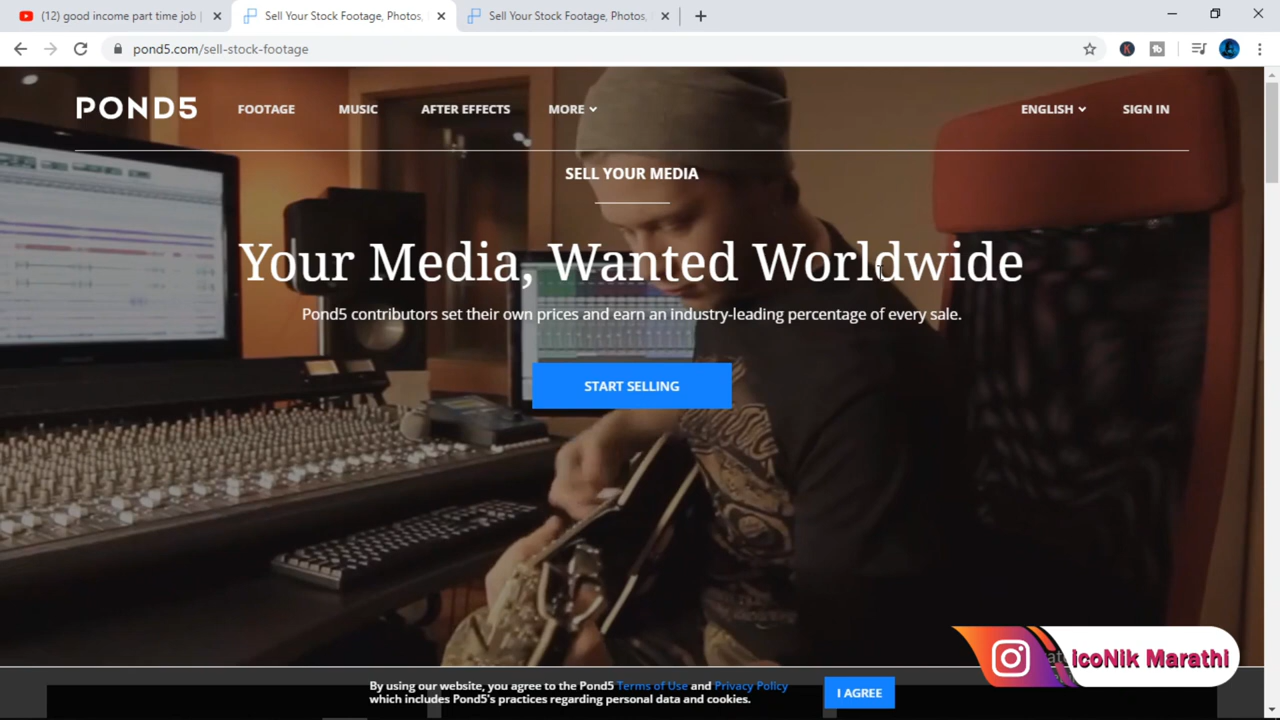 (12) good income part time job
Sell Your Stock Footage, Photos,
Sell Your Stock Footage, Photos,
pond5.com/sell-stock-footage
POND5
FOOTAGE
MUSIC
AFTER EFFECTS
MORE
ENGLISH
SIGN IN
SELL YOUR MEDIA
Your Media, Wanted Worldwide
Pond5 contributors set their own prices and earn an industry-leading percentage of every sale.
START SELLING
icoNik Marathi
By using our website, you agree to the Pond5 Terms of Use and Privacy Policy
which includes Pond5's practices regarding personal data and cookies.
I AGREE